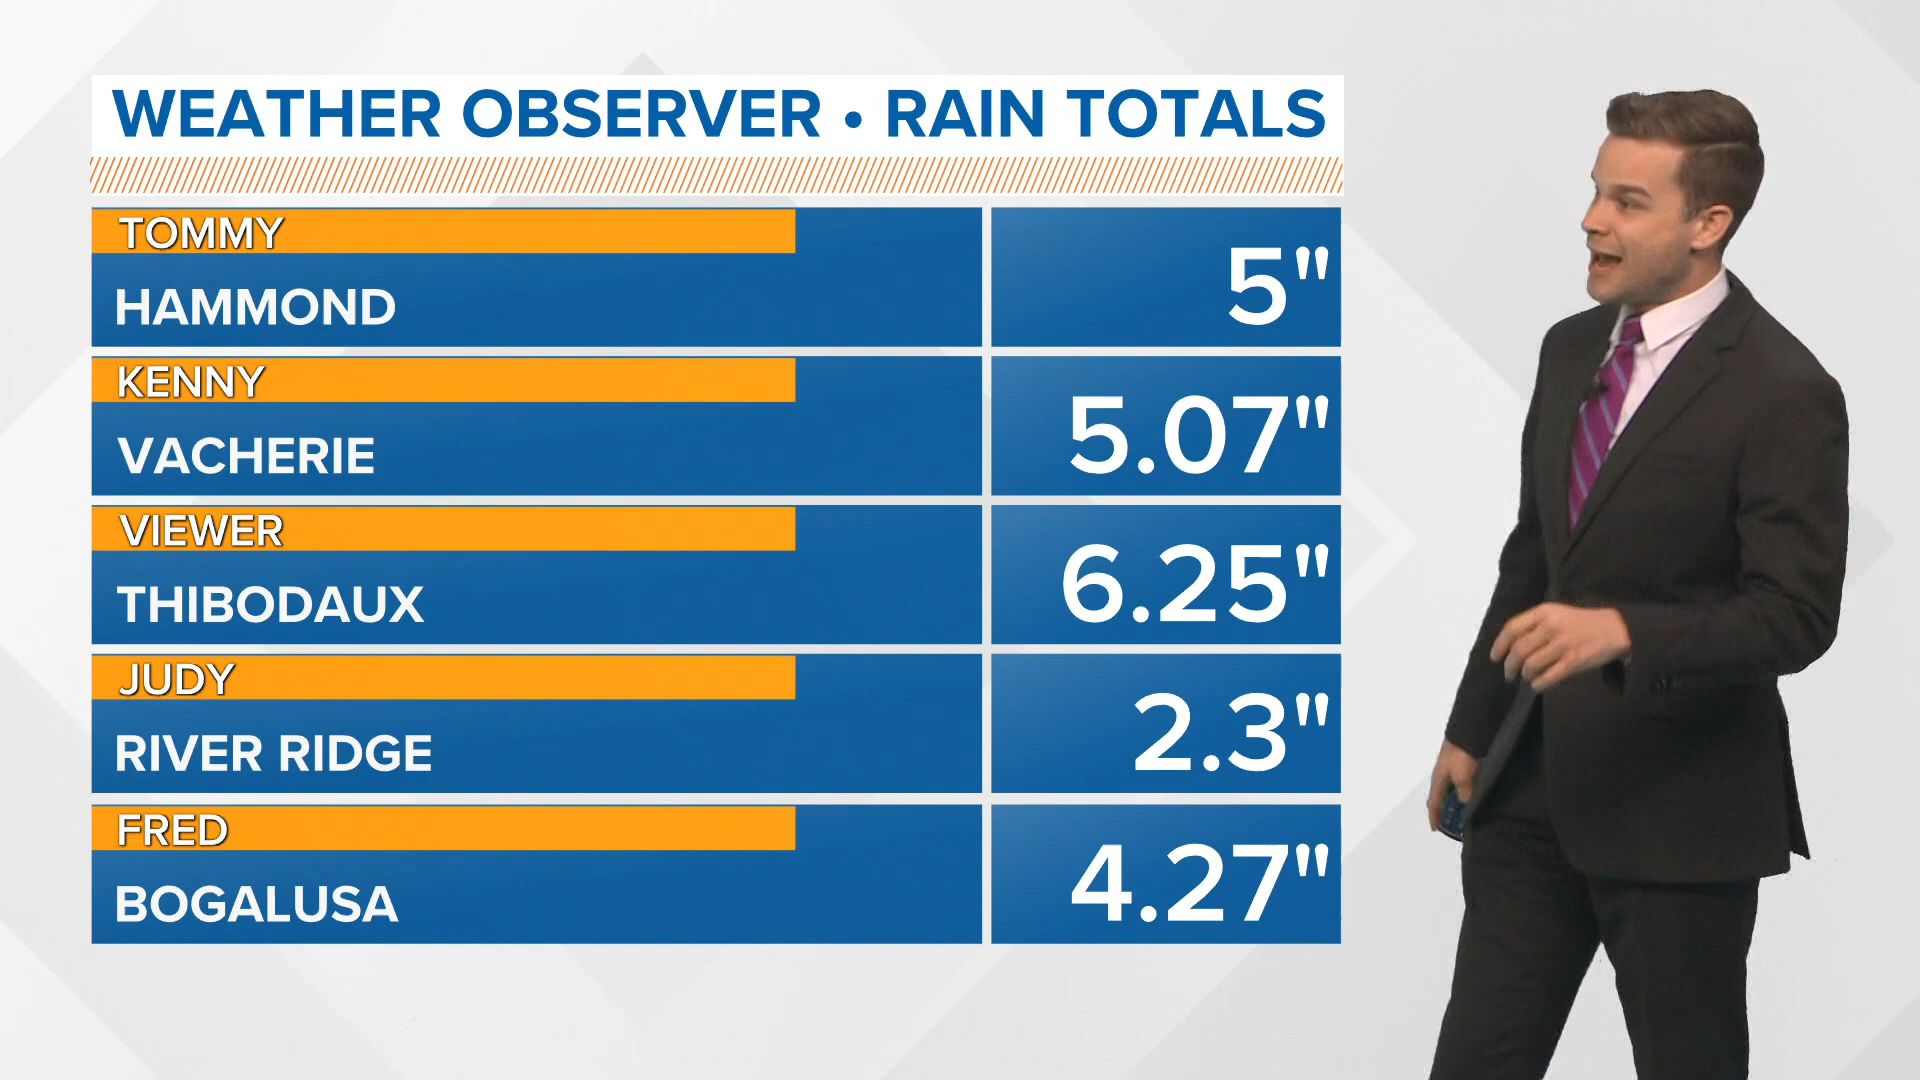 WEATHER OBSERVER • RAIN TOTALS
TOMMY
HAMMOND
5"
KENNY
VACHERIE
5.07"
VIEWER
THIBODAUX
6.25"
JUDY
RIVER RIDGE
2.3"
FRED
BOGALUSA
4.27"